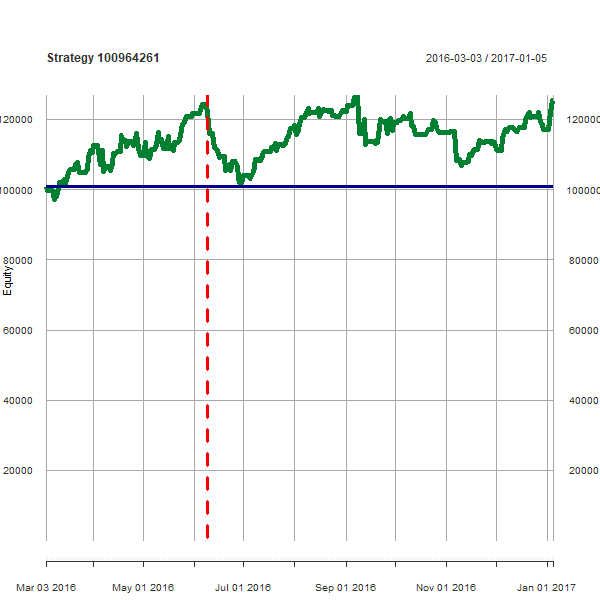 Strategy 100964261 2016-03-03 / 2017-01-05
120000 120000
100000 100000
80000 80000
Equity
60000 60000
40000 40000
20000 20000
Mar 03 2016 May 01 2016 Jul 01 2016 Sep 01 2016 Nov 01 2016 Jan 01 2017